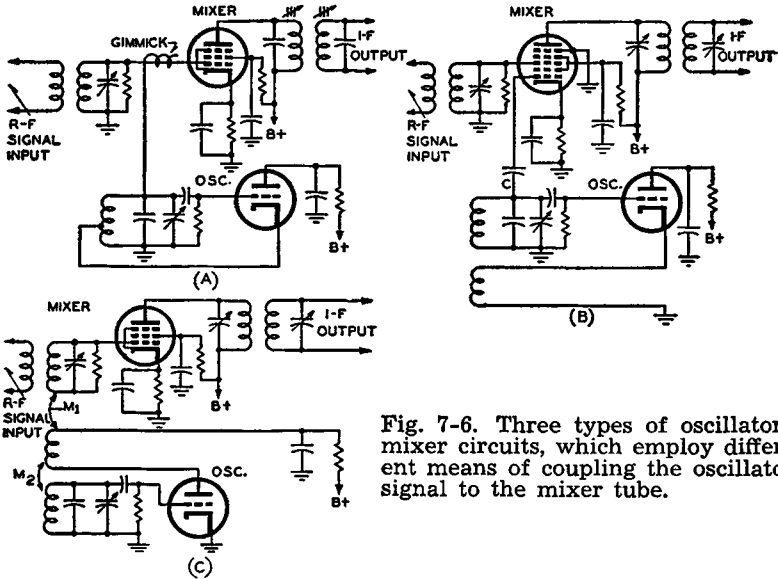 MIXER
GIMMICK
I-F
OUTPUT
R-F
SIGNAL
INPUT
B+
OSC.
B+
(A)
MIXER
I-F
OUTPUT
R-F
SIGNAL
INPUT
B+
C
OSC.
B+
(B)
MIXER
I-F
OUTPUT
R-F
SIGNAL
INPUT
M1
B+
M2
OSC.
B+
(C)
Fig. 7-6. Three types of oscillator
mixer circuits, which employ differ
ent means of coupling the oscillato
signal to the mixer tube.